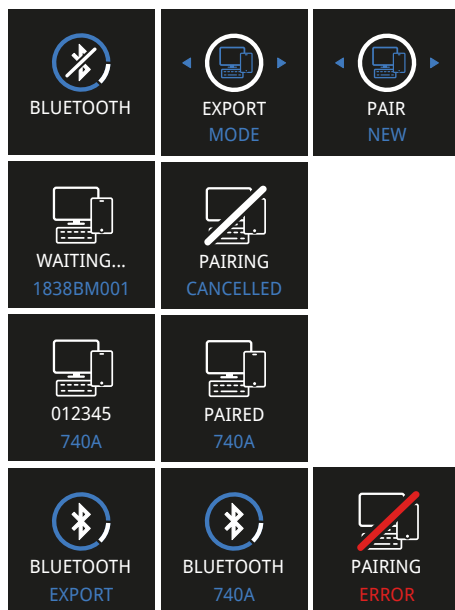 BLUETOOTH
EXPORT
MODE
PAIR
NEW
WAITING...
1838BM001
PAIRING
CANCELLED
012345
740A
PAIRED
740A
BLUETOOTH
EXPORT
BLUETOOTH
740A
PAIRING
ERROR